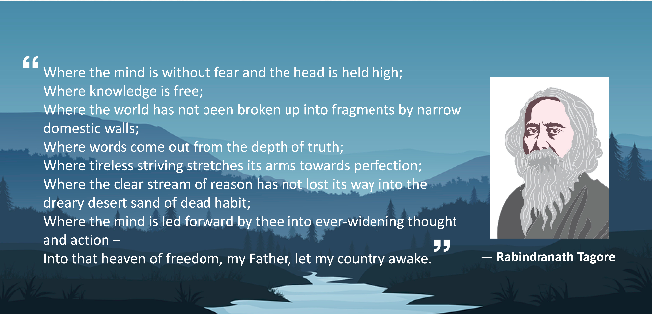 “
Where the mind is without fear and the head is held high;
Where knowledge is free;
Where the world has not been broken up into fragments by narrow
domestic walls;
Where words come out from the depth of truth;
Where tireless striving stretches its arms towards perfection;
Where the clear stream of reason has not lost its way into the
dreary desert sand of dead habit;
Where the mind is led forward by thee into ever-widening thought
and action –
Into that heaven of freedom, my Father, let my country awake. ”
— Rabindranath Tagore